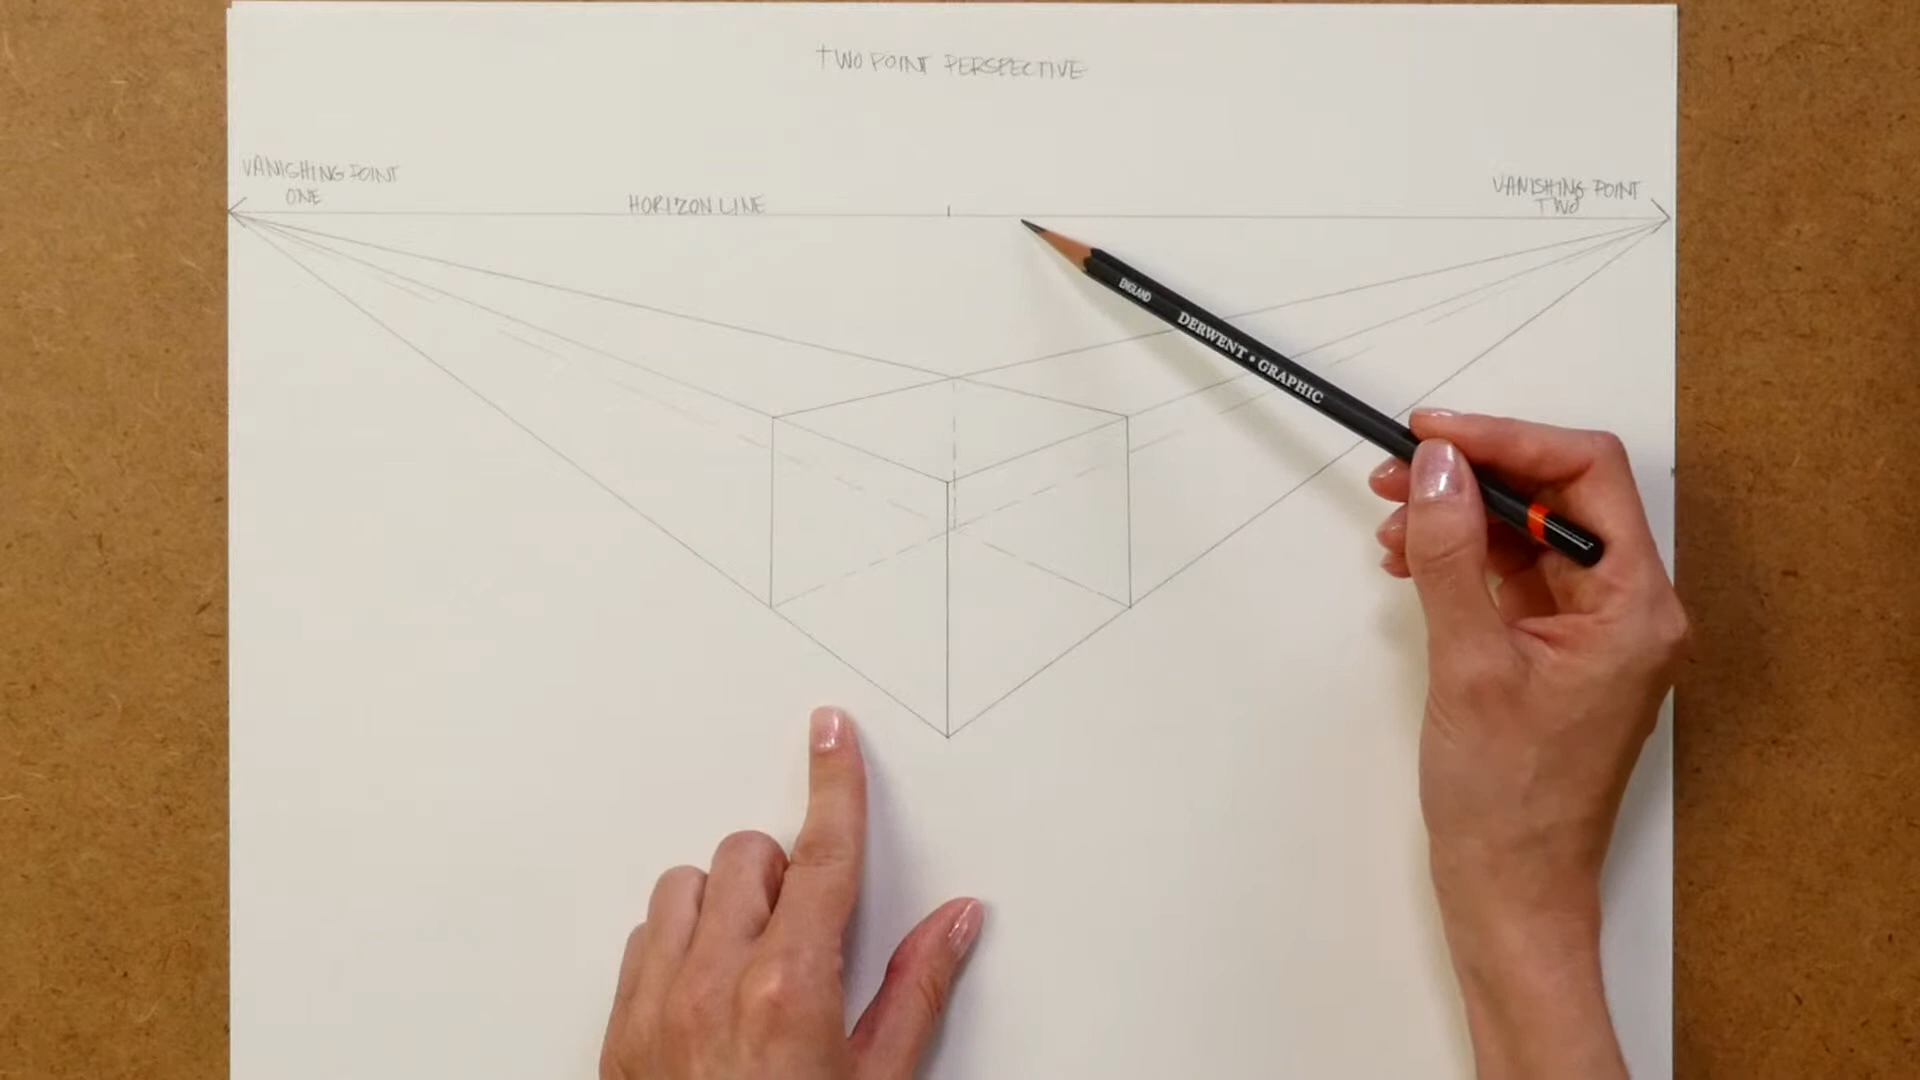 TWO POINT PERSPECTIVE
VANISHING POINT
ONE
HORIZON LINE
VANISHING POINT
TWO
ENGLAND
DERWENT • GRAPHIC